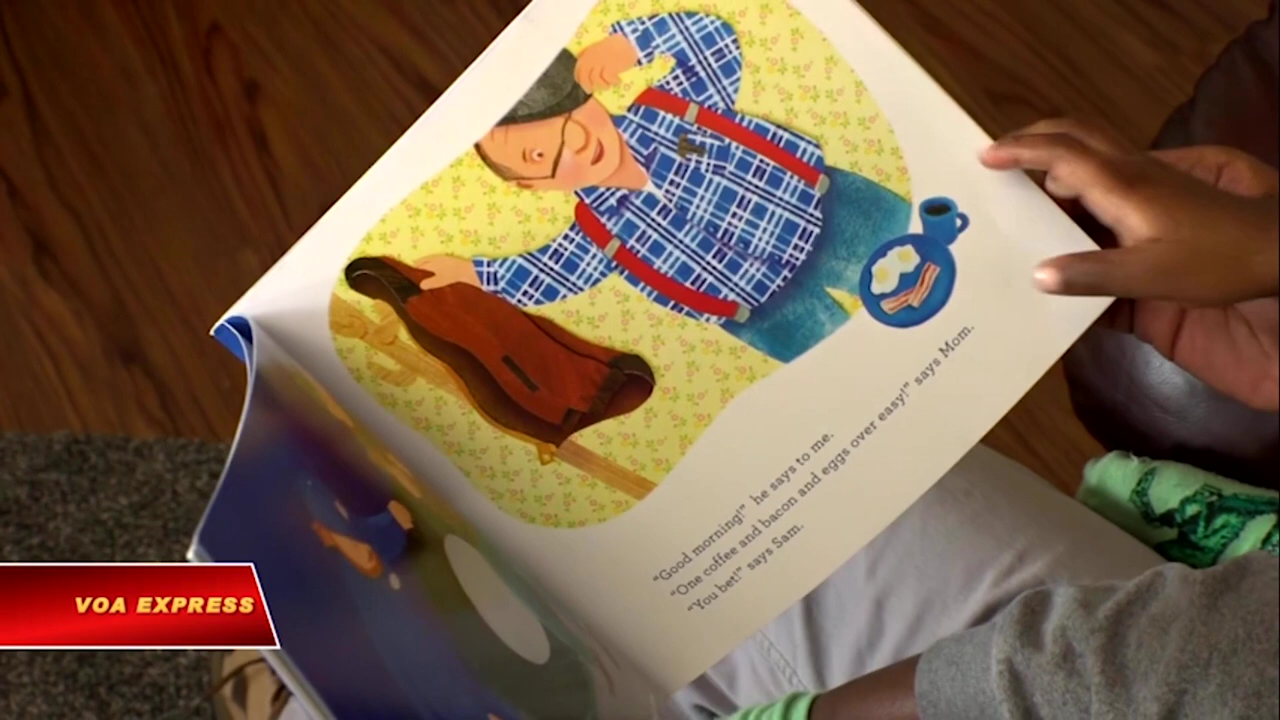 “Good morning!” he says to me.
“One coffee and bacon and eggs over easy!” says Mom.
“You bet!” says Sam.
VOA EXPRESS